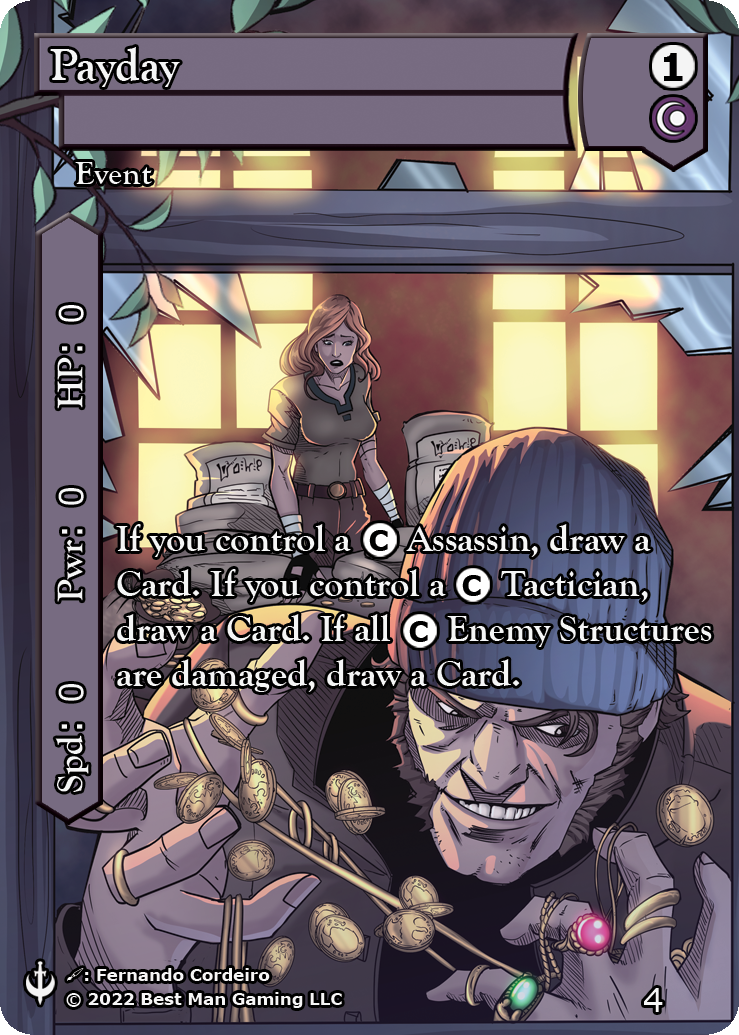 Payday
1
Event
HP: 0
Pwr: 0
Spd: 0
If you control a C Assassin, draw a
Card. If you control a C Tactician,
draw a Card. If all C Enemy Structures
are damaged, draw a Card.
: Fernando Cordeiro
© 2022 Best Man Gaming LLC
4